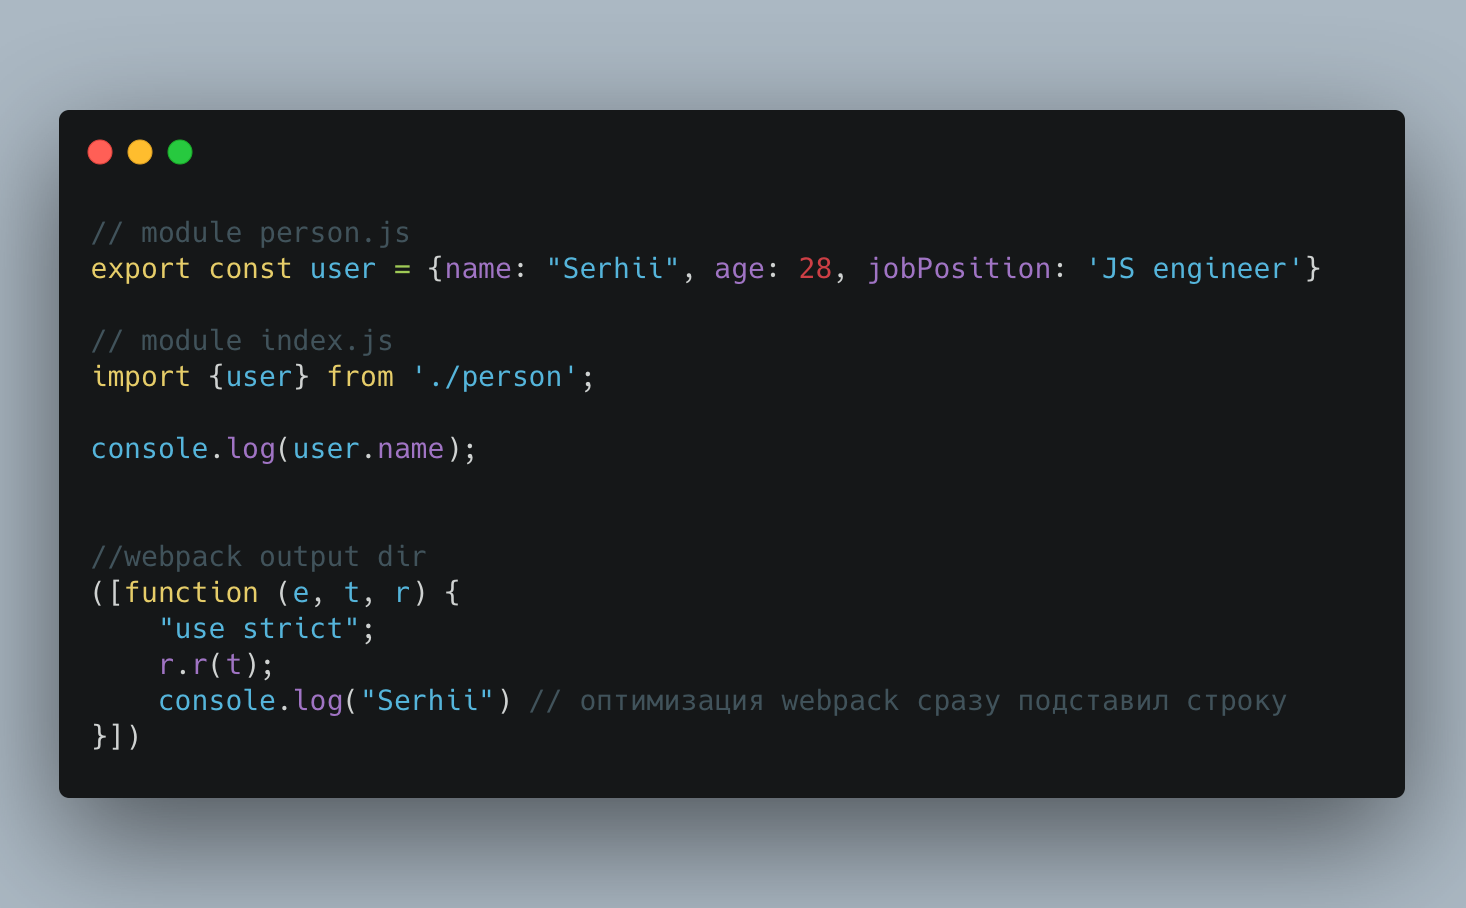 // module person.js
export const user = {name: "Serhii", age: 28, jobPosition: 'JS engineer'}
// module index.js
import {user} from './person';
console.log(user.name);
//webpack output dir
([function (e, t, r) {
    "use strict";
    r.r(t);
    console.log("Serhii") // оптимизация webpack сразу подставил строку
}])